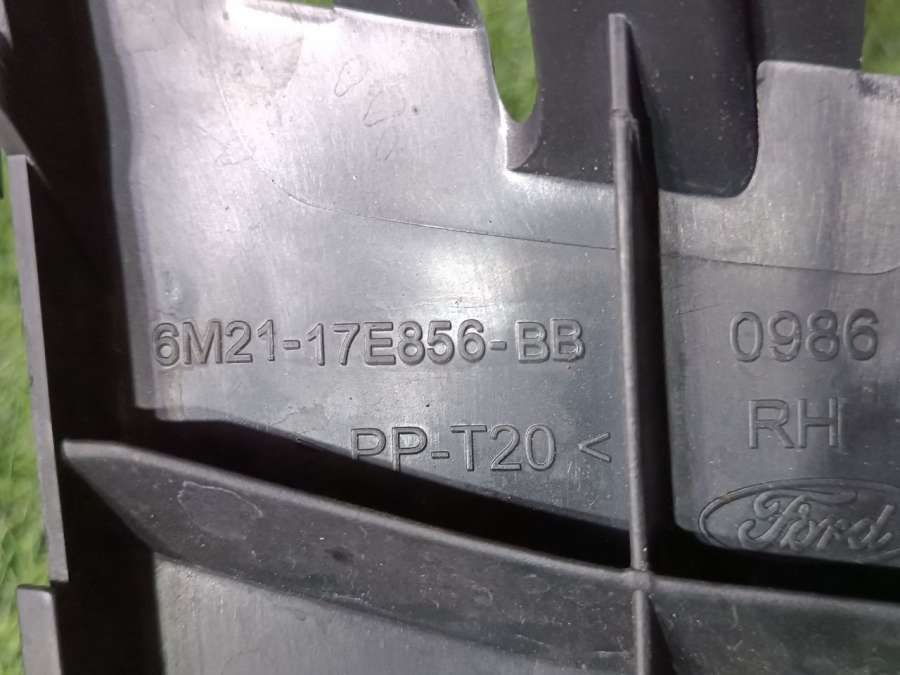 6M21-17E856-BB 0986
PP-T20 < RH
Ford